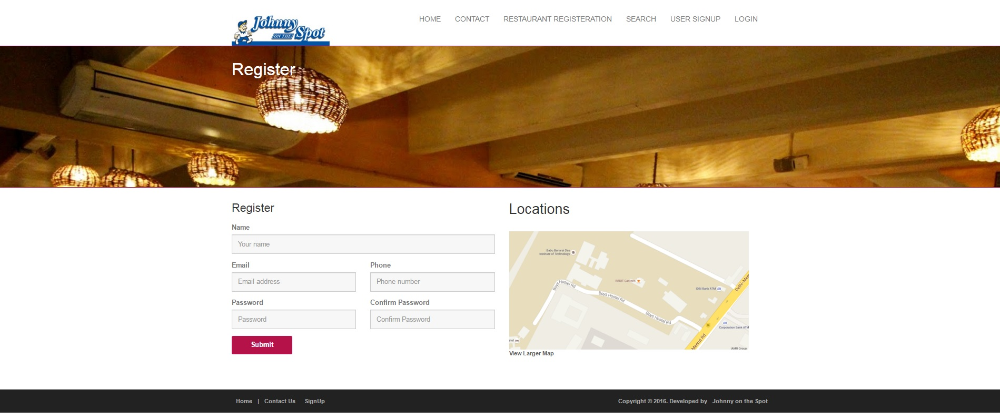 Johnny
ON THE Spot
HOME CONTACT RESTAURANT REGISTERATION SEARCH USER SIGNUP LOGIN
Register
Register
Name
Your name
Email Phone
Email address Phone number
Password Confirm Password
Password Confirm Password
Submit
Locations
Babu Banarsi Das
Institute of Technology
BBDIT Canteen
IDBI Bank ATM
Delhi-Mee
Boys Hostel Rd
Boys Hostel Rd
Boys Hostel Rd
58
Corporation Bank ATM
Meerut Rd
IAMR Group
View Larger Map
Home | Contact Us SignUp
Copyright © 2016. Developed by Johnny on the Spot